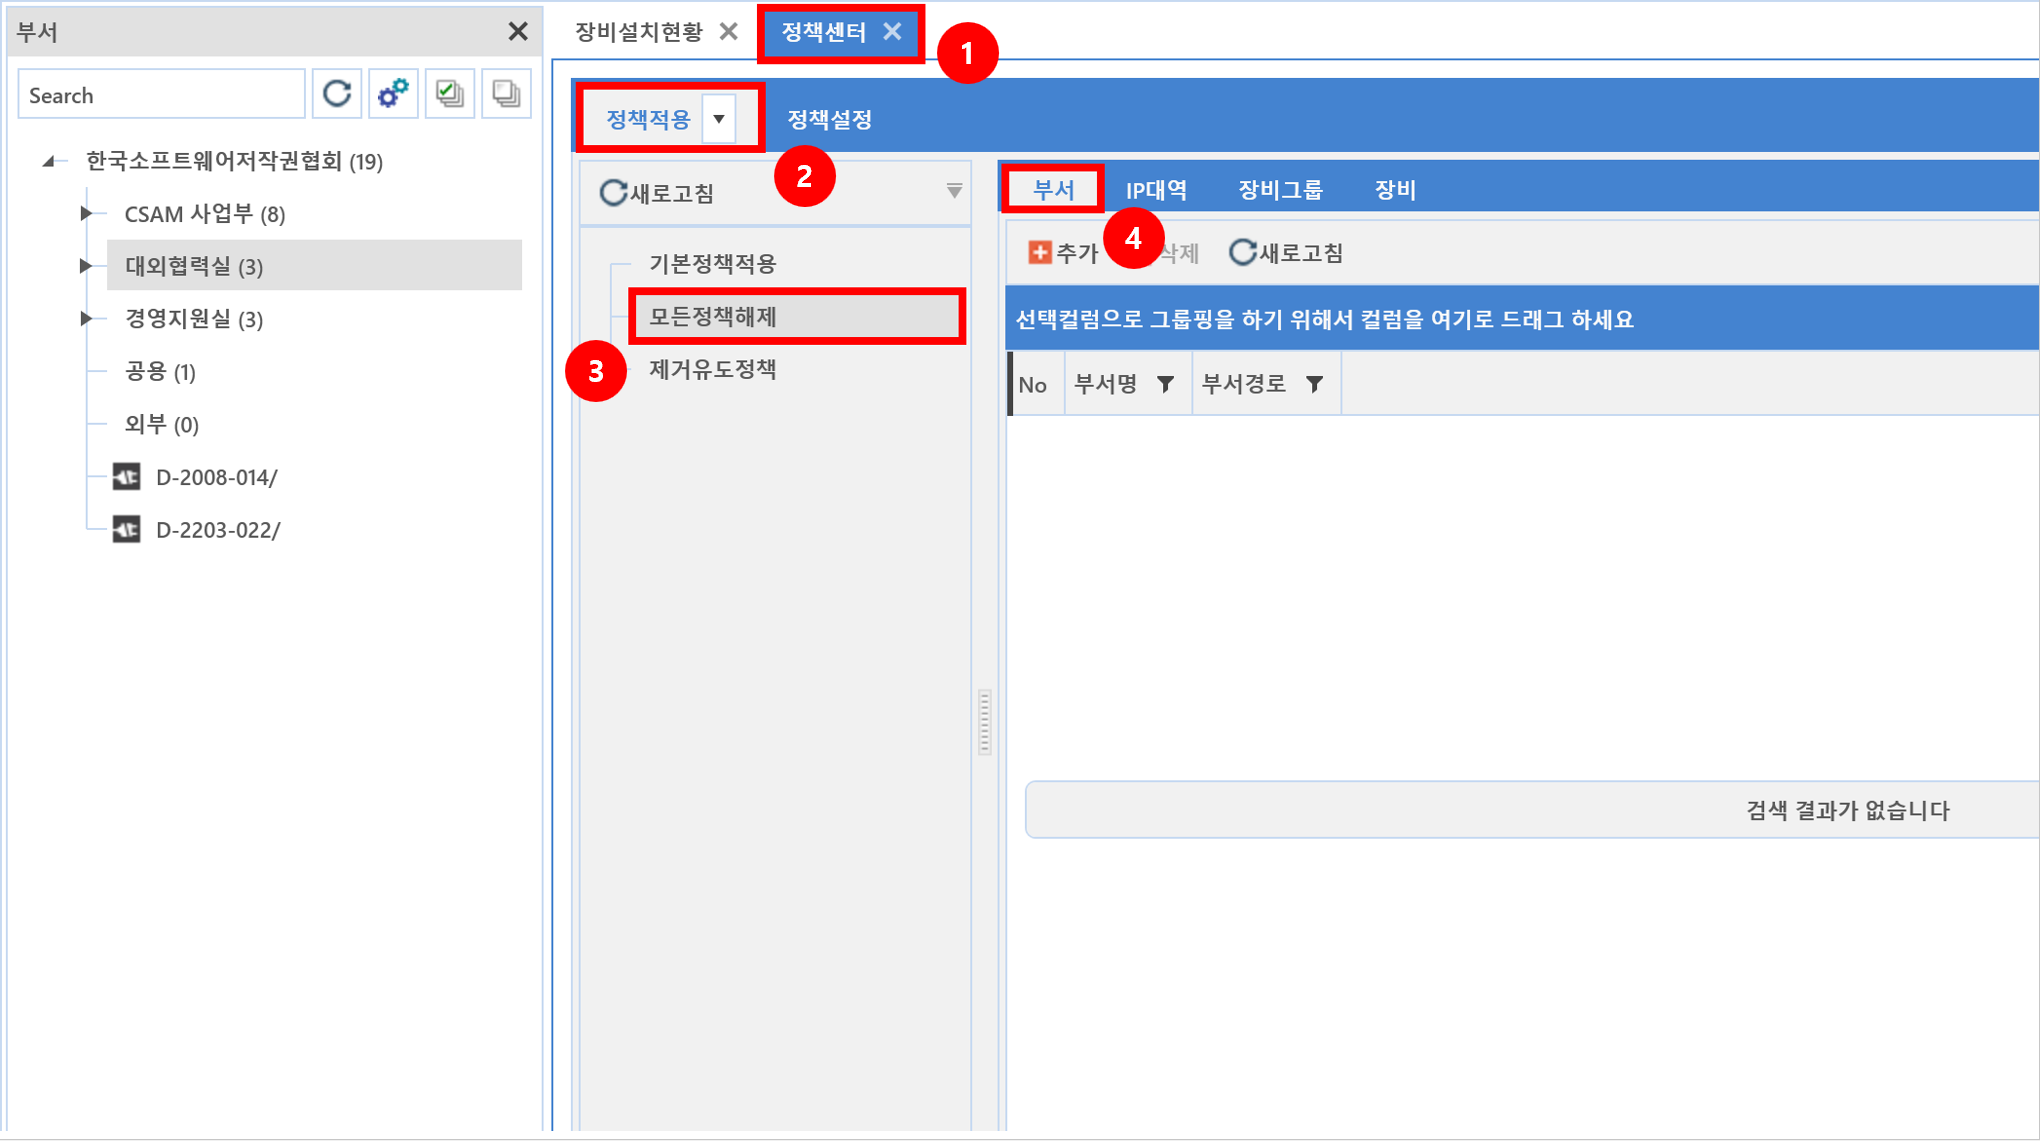 부서
Search
한국소프트웨어저작권협회 (19)
CSAM 사업부 (8)
대외협력실 (3)
경영지원실 (3)
공용 (1)
외부 (0)
D-2008-014/
D-2203-022/
장비설치현황 정책센터 1
정책적용 정책설정
2
새로고침
기본정책적용
모든정책해제
3 제거유도정책
부서 IP대역 장비그룹 장비
4
추가 삭제 새로고침
선택컬럼으로 그룹핑을 하기 위해서 컬럼을 여기로 드래그 하세요
No 부서명 부서경로
검색 결과가 없습니다